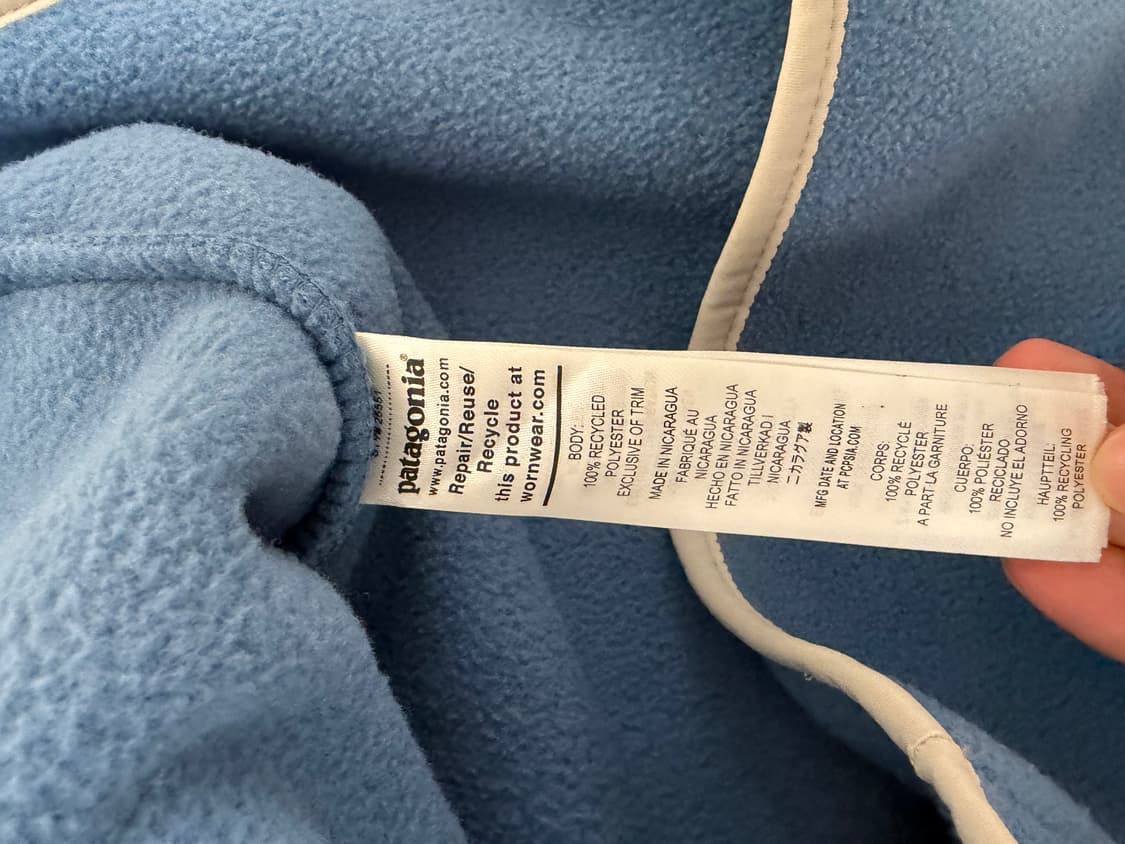 patagonia®
www.patagonia.com
Repair/Reuse/
Recycle
this product at
wornwear.com
BODY:
100% RECYCLED
POLYESTER
EXCLUSIVE OF TRIM
MADE IN NICARAGUA
FABRIQUÉ AU
NICARAGUA
HECHO EN NICARAGUA
FATTO IN NICARAGUA
TILLVERKAD I
NICARAGUA
ニカラグア製
MFG DATE AND LOCATION
AT PCPSIA.COM
CORPS:
100% RECYCLÉ
POLYESTER
A PART LA GARNITURE
CUERPO:
100% POLIÉSTER
RECICLADO
NO INCLUYE EL ADORNO
HAUPTTEIL:
100% RECYCLING
POLYESTER